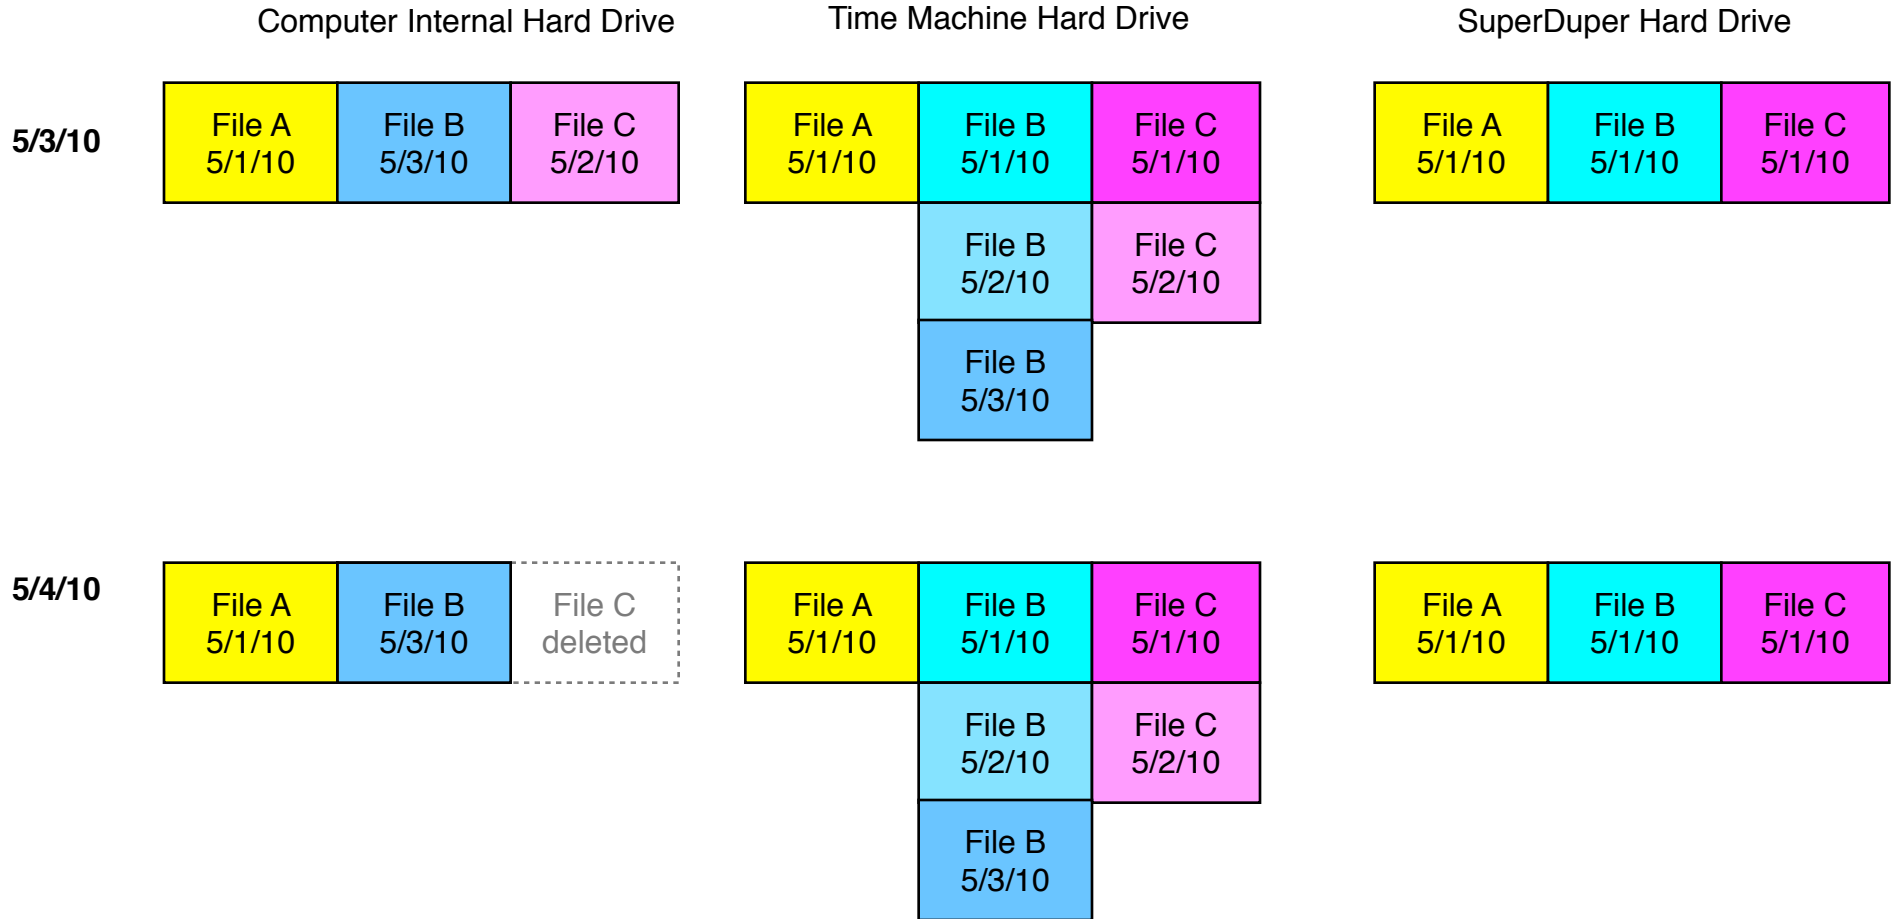 Computer Internal Hard Drive
Time Machine Hard Drive
SuperDuper Hard Drive
5/3/10
File A
5/1/10
File B
5/3/10
File C
5/2/10
File A
5/1/10
File B
5/1/10
File C
5/1/10
File B
5/2/10
File C
5/2/10
File B
5/3/10
File A
5/1/10
File B
5/1/10
File C
5/1/10
5/4/10
File A
5/1/10
File B
5/3/10
File C
deleted
File A
5/1/10
File B
5/1/10
File C
5/1/10
File B
5/2/10
File C
5/2/10
File B
5/3/10
File A
5/1/10
File B
5/1/10
File C
5/1/10